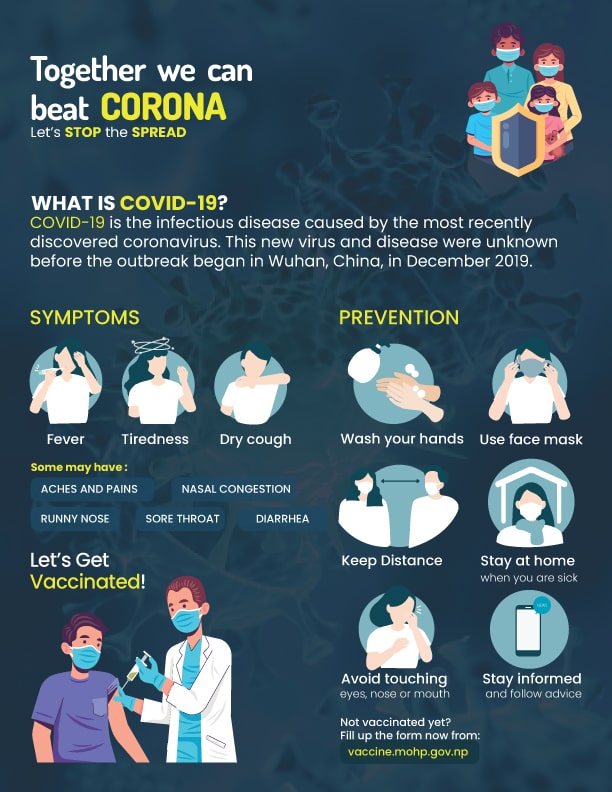 Together we can
beat CORONA
Let's STOP the SPREAD
WHAT IS COVID-19?
COVID-19 is the infectious disease caused by the most recently
discovered coronavirus. This new virus and disease were unknown
before the outbreak began in Wuhan, China, in December 2019.
SYMPTOMS
Fever
Tiredness
Dry cough
Some may have :
ACHES AND PAINS
NASAL CONGESTION
RUNNY NOSE
SORE THROAT
DIARRHEA
Let's Get
Vaccinated!
PREVENTION
Wash your hands
Use face mask
Keep Distance
Stay at home
when you are sick
Avoid touching
eyes, nose or mouth
NEWS
Stay informed
and follow advice
Not vaccinated yet?
Fill up the form now from:
vaccine.mohp.gov.np